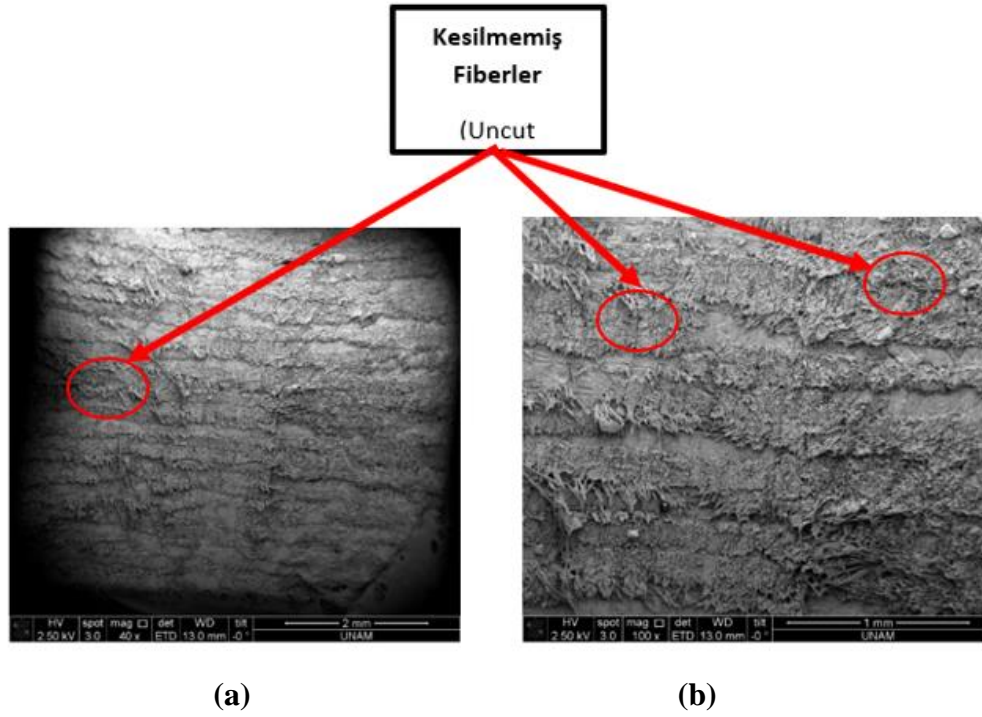 Kesilmemiş
Fiberler
(Uncut
HV spot mag □ det WD tilt 2 mm
2.50 kV 3.0 40 x ETD 13.0 mm -0 ° UNAM
HV spot mag □ det WD tilt 1 mm
2.50 kV 3.0 100 x ETD 13.0 mm -0 ° UNAM
(a) (b)